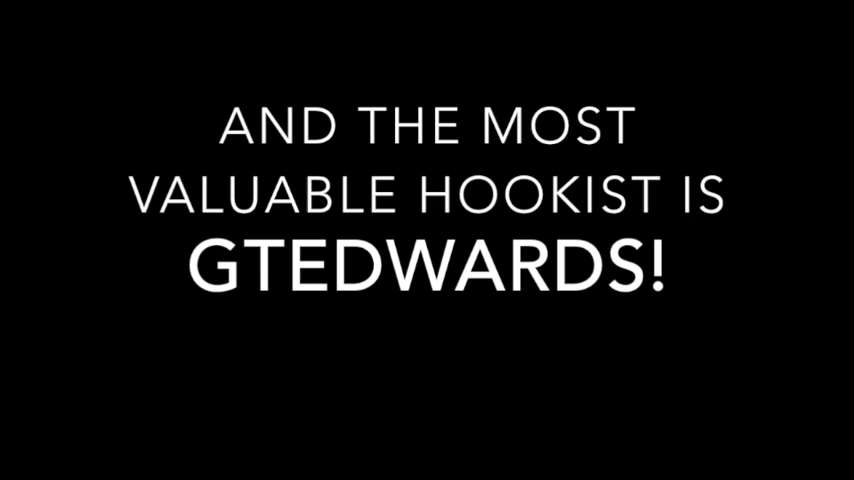 AND THE MOST
VALUABLE HOOKIST IS
GTEDWARDS!